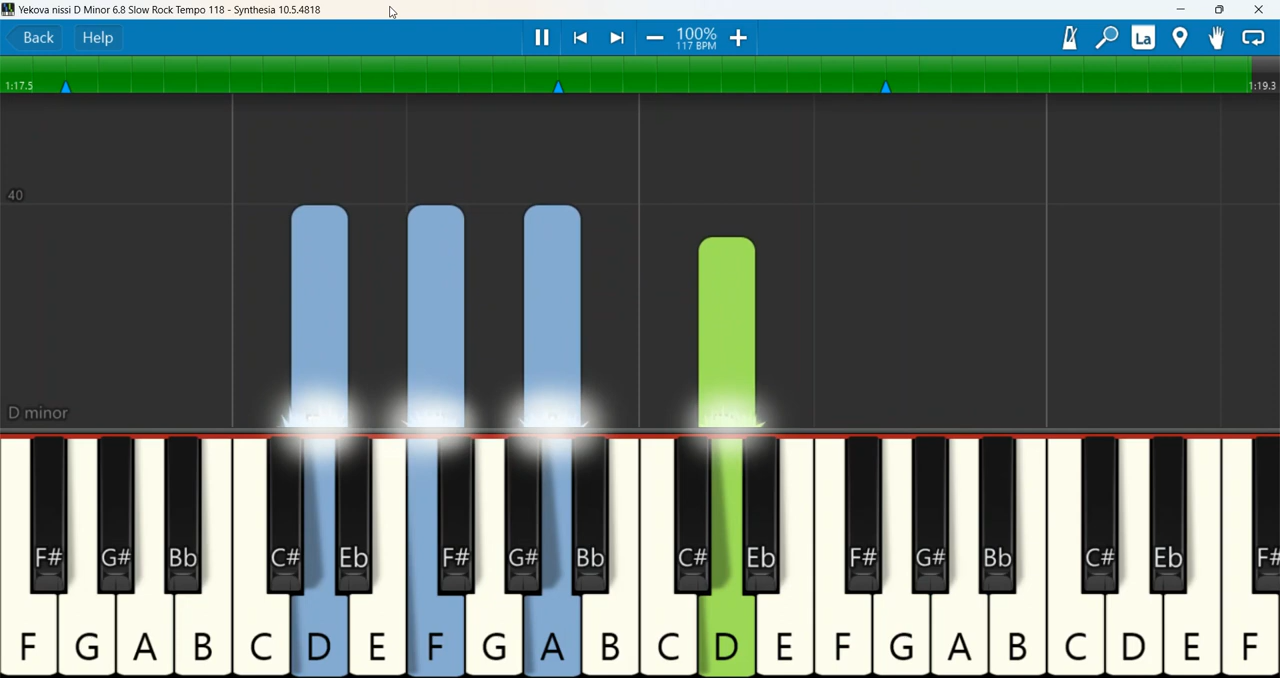 Yekova nissi D Minor 6.8 Slow Rock Tempo 118 - Synthesia 10.5.4818
Back Help 100% La
117 BPM
1:17.5 1:19.3
40
D minor
F# G# Bb C# Eb F# G# Bb C# Eb F# G# Bb C# Eb F#
F G A B C D E F G A B C D E F G A B C D E F